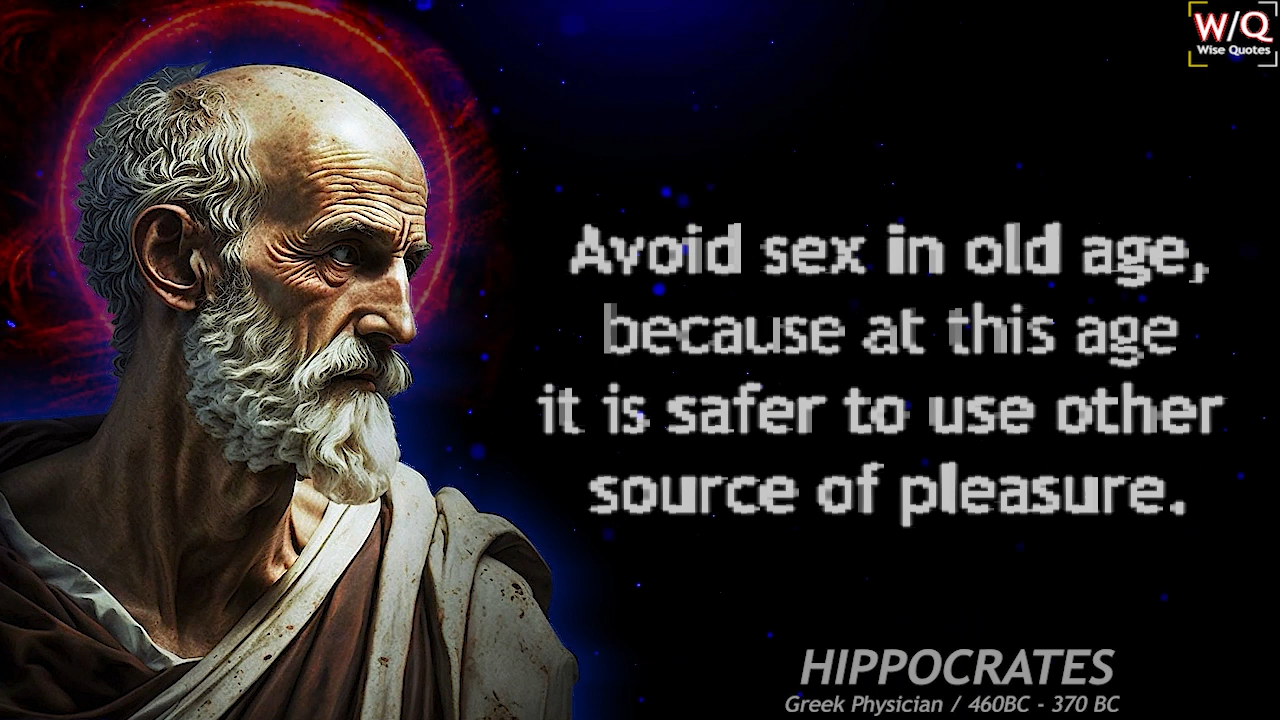 W/Q
Wise Quotes
Avoid sex in old age,
because at this age
it is safer to use other
source of pleasure.
HIPPOCRATES
Greek Physician / 460BC - 370 BC